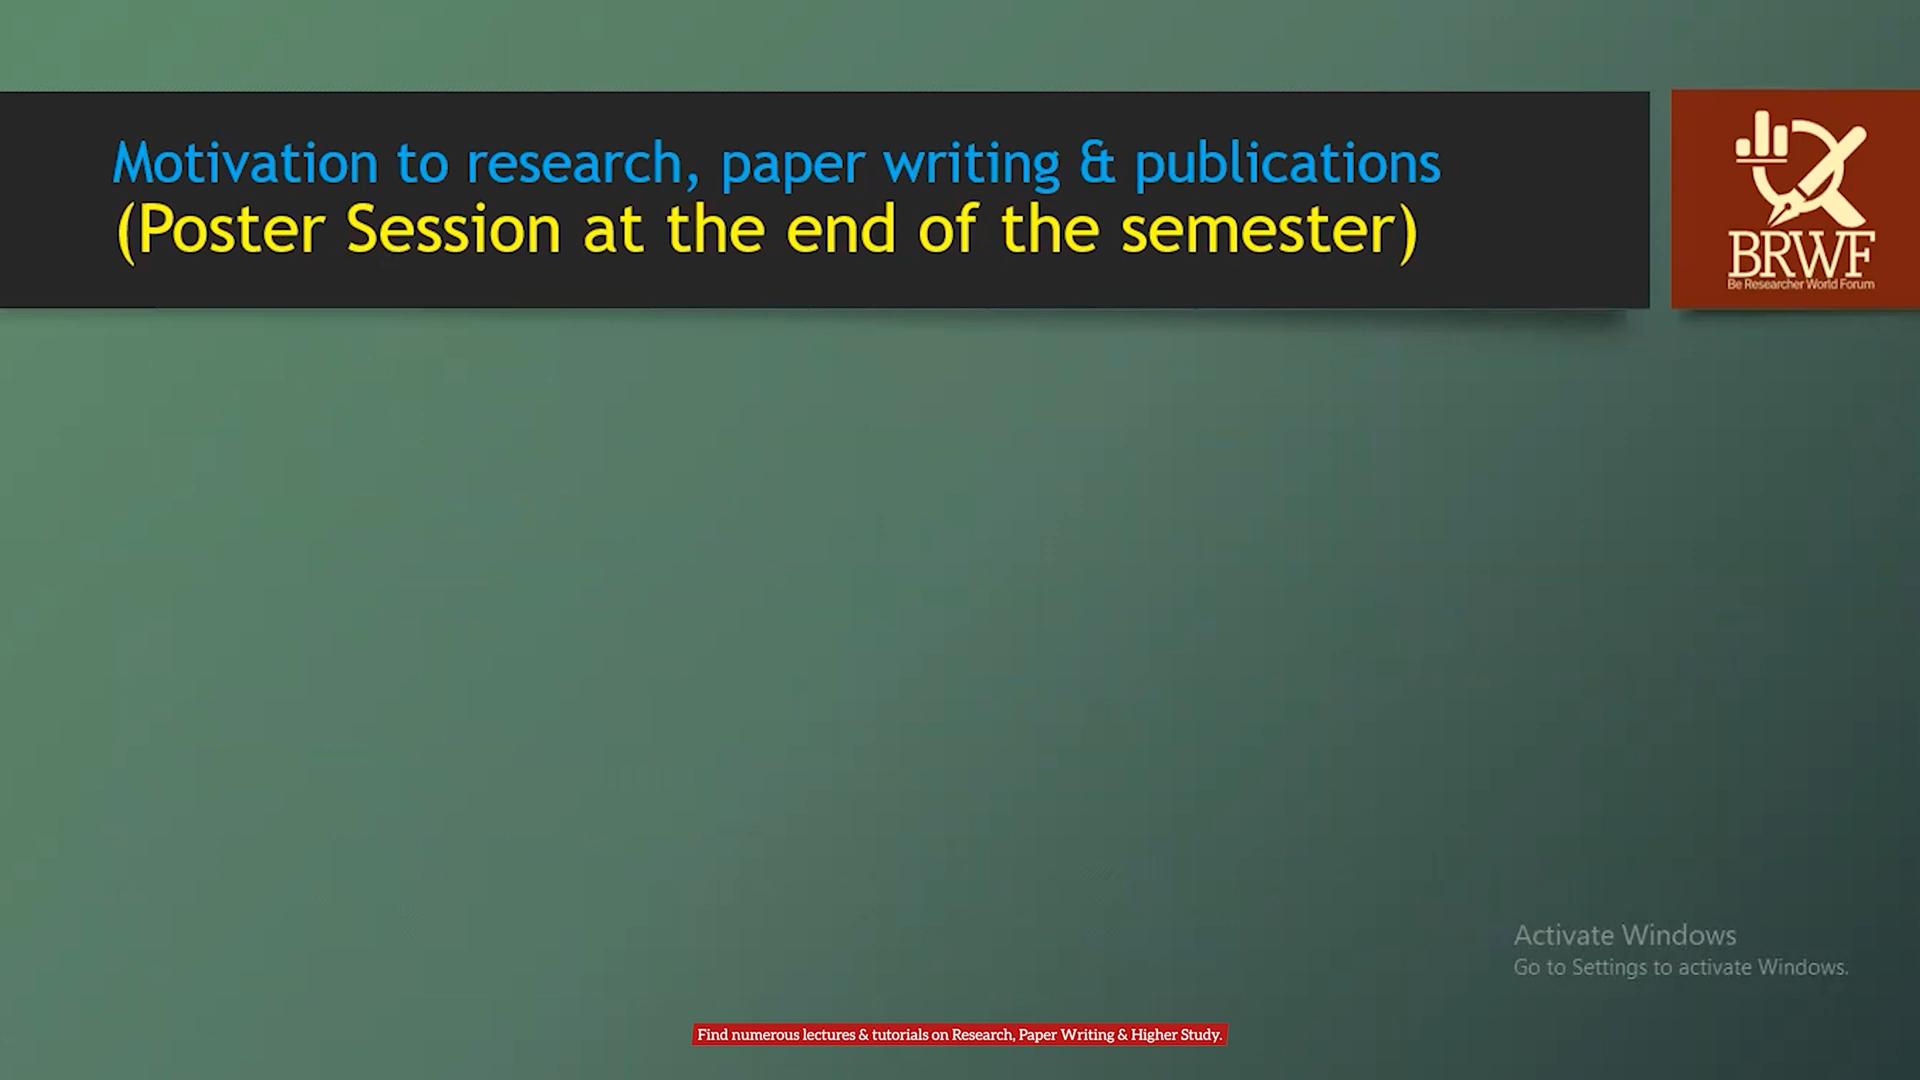 Motivation to research, paper writing & publications
(Poster Session at the end of the semester)
BRWF
Be Researcher World Forum
Activate Windows
Go to Settings to activate Windows.
Find numerous lectures & tutorials on Research, Paper Writing & Higher Study.